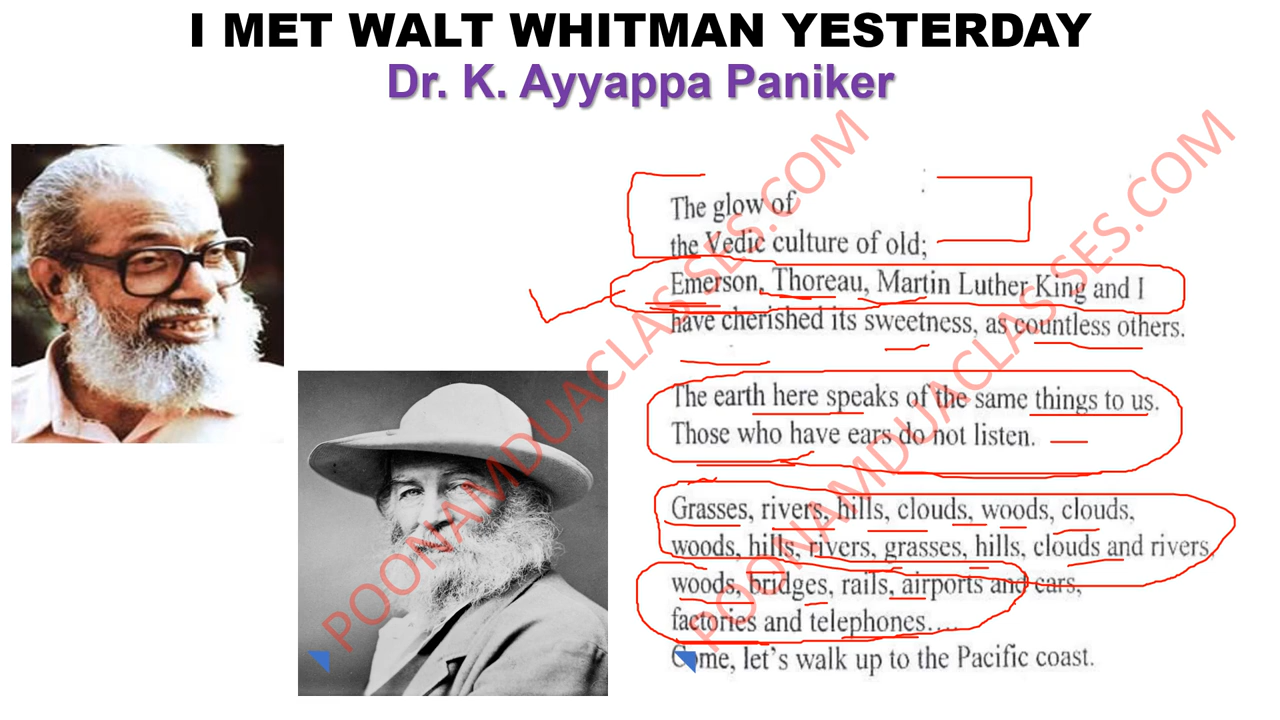 I MET WALT WHITMAN YESTERDAY
Dr. K. Ayyappa Paniker
The glow of
the Vedic culture of old;
Emerson, Thoreau, Martin Luther King and I
have cherished its sweetness, as countless others.
The earth here speaks of the same things to us.
Those who have ears do not listen.
Grasses, rivers, hills, clouds, woods, clouds,
woods, hills, rivers, grasses, hills, clouds and rivers,
woods, bridges, rails, airports and cars,
factories and telephones....
Come, let's walk up to the Pacific coast.
POONAMDUACLASSES.COM
POONAMDUACLASSES.COM